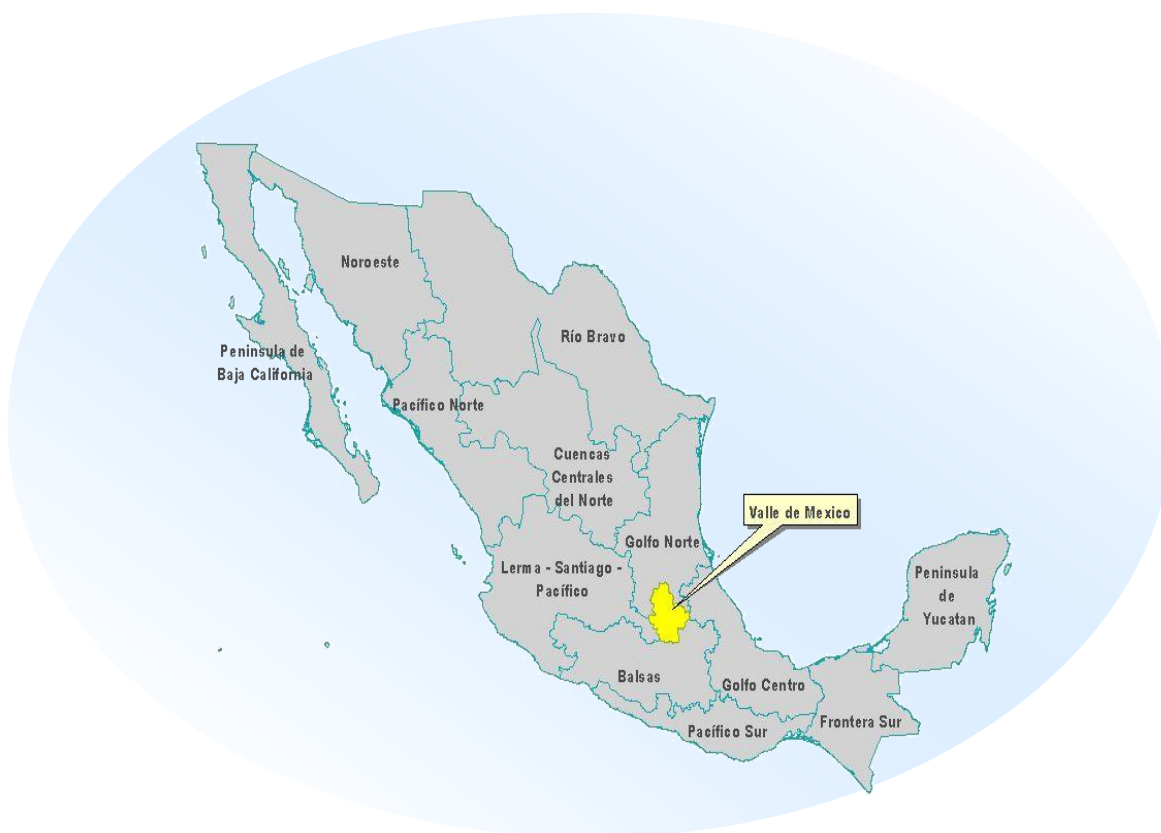 Noroeste
Río Bravo
Peninsula de
Baja California
Pacífico Norte
Cuencas
Centrales
del Norte
Valle de Mexico
Golfo Norte
Lerma - Santiago -
Pacífico
Peninsula
de
Yucatan
Balsas
Golfo Centro
Frontera Sur
Pacífico Sur